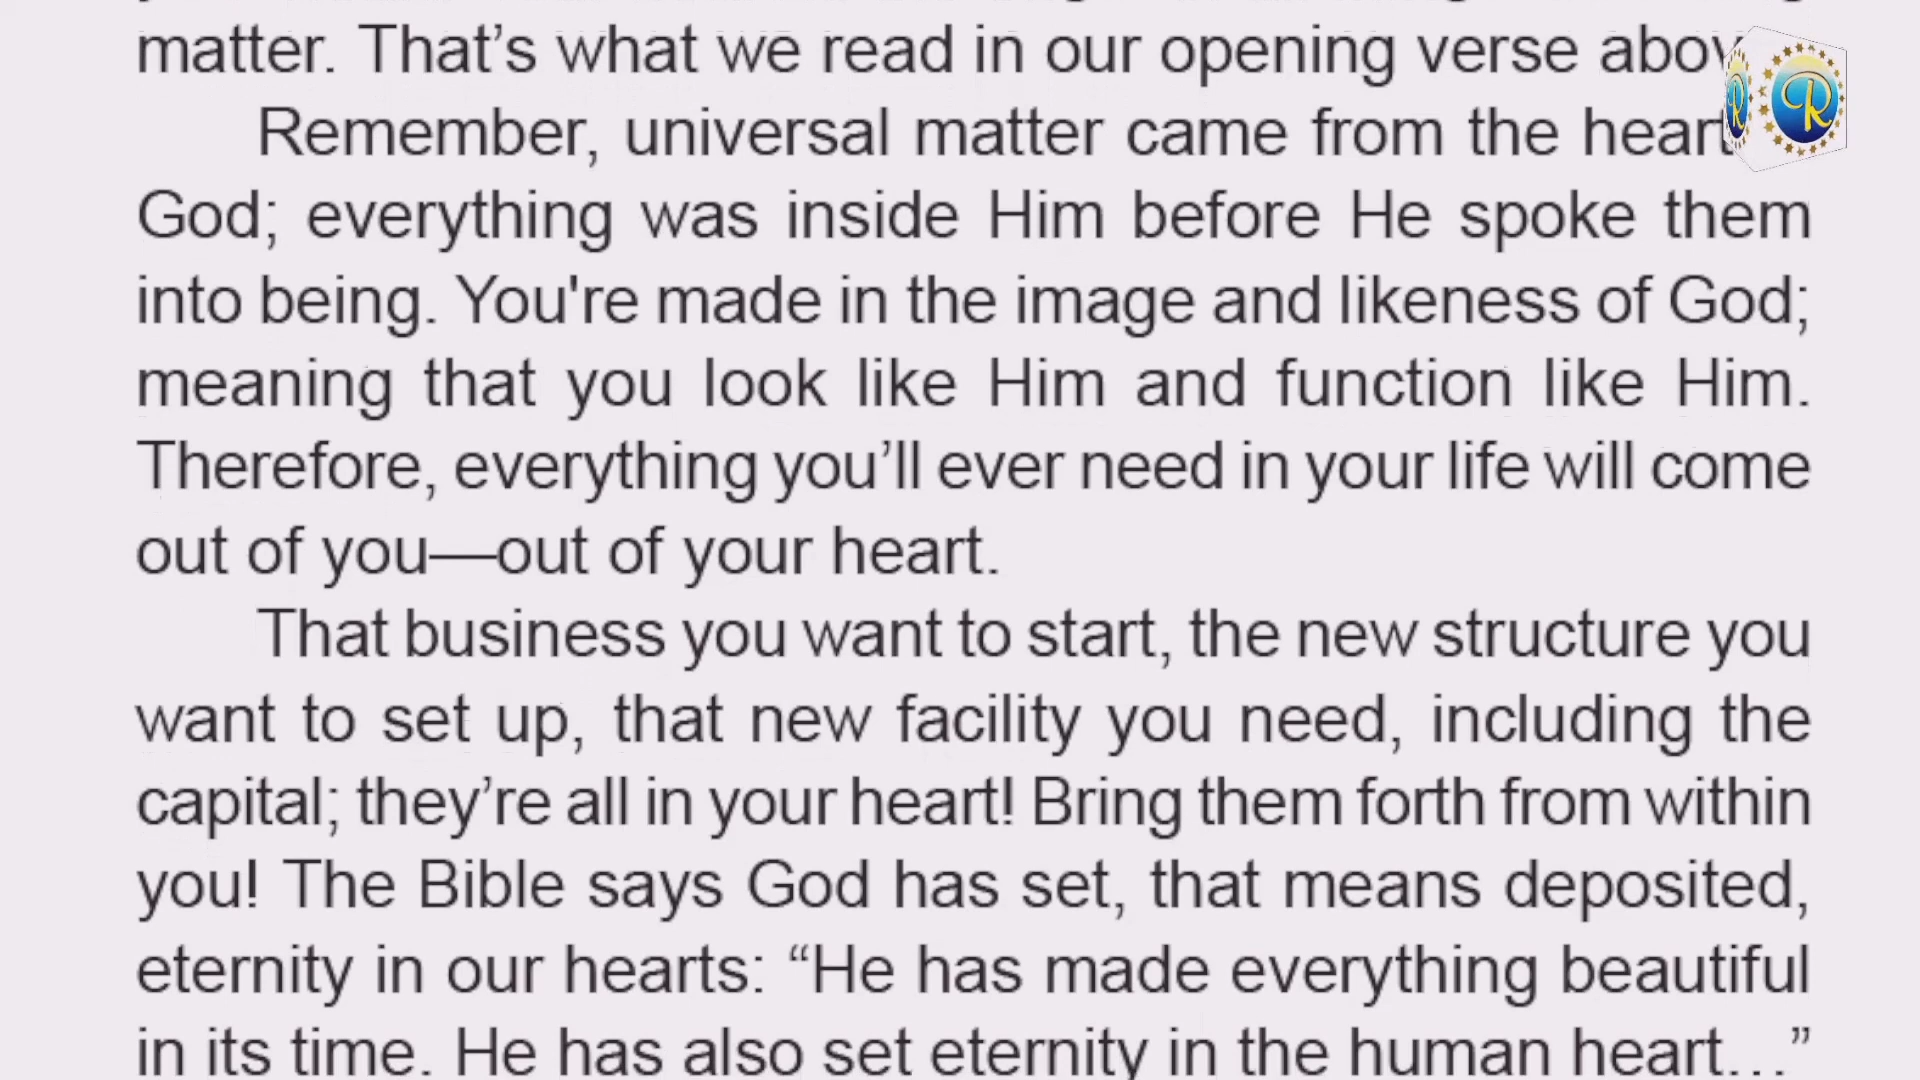 matter. That’s what we read in our opening verse
Remember, universal matter came from the heart
God; everything was inside Him before He spoke them
into being. You're made in the image and likeness of God;
meaning that you look like Him and function like Him.
Therefore, everything you’ll ever need in your life will come
out of you—out of your heart.
That business you want to start, the new structure you
want to set up, that new facility you need, including the
capital; they’re all in your heart! Bring them forth from within
you! The Bible says God has set, that means deposited,
eternity in our hearts: “He has made everything beautiful
in its time. He has also set eternity in the human heart…”
R
R